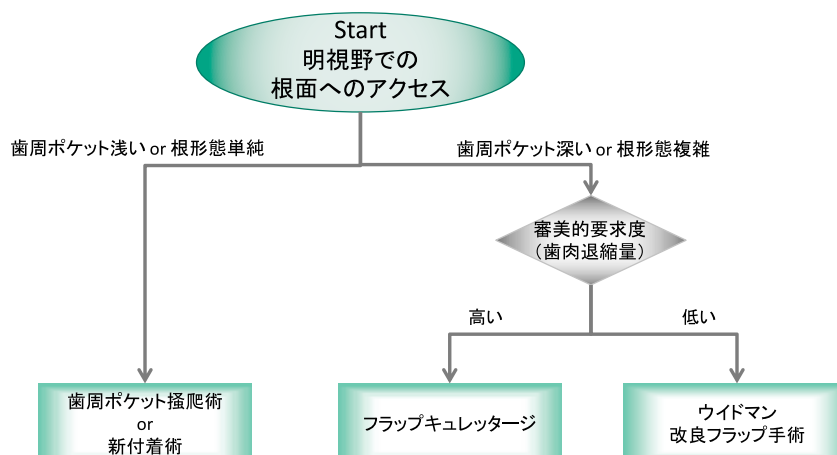 Start
明視野での
根面へのアクセス
歯周ポケット浅い or 根形態単純
歯周ポケット深い or 根形態複雑
審美的要求度
（歯肉退縮量）
高い
低い
歯周ポケット掻爬術
or
新付着術
フラップキュレッタージ
ウイドマン
改良フラップ手術